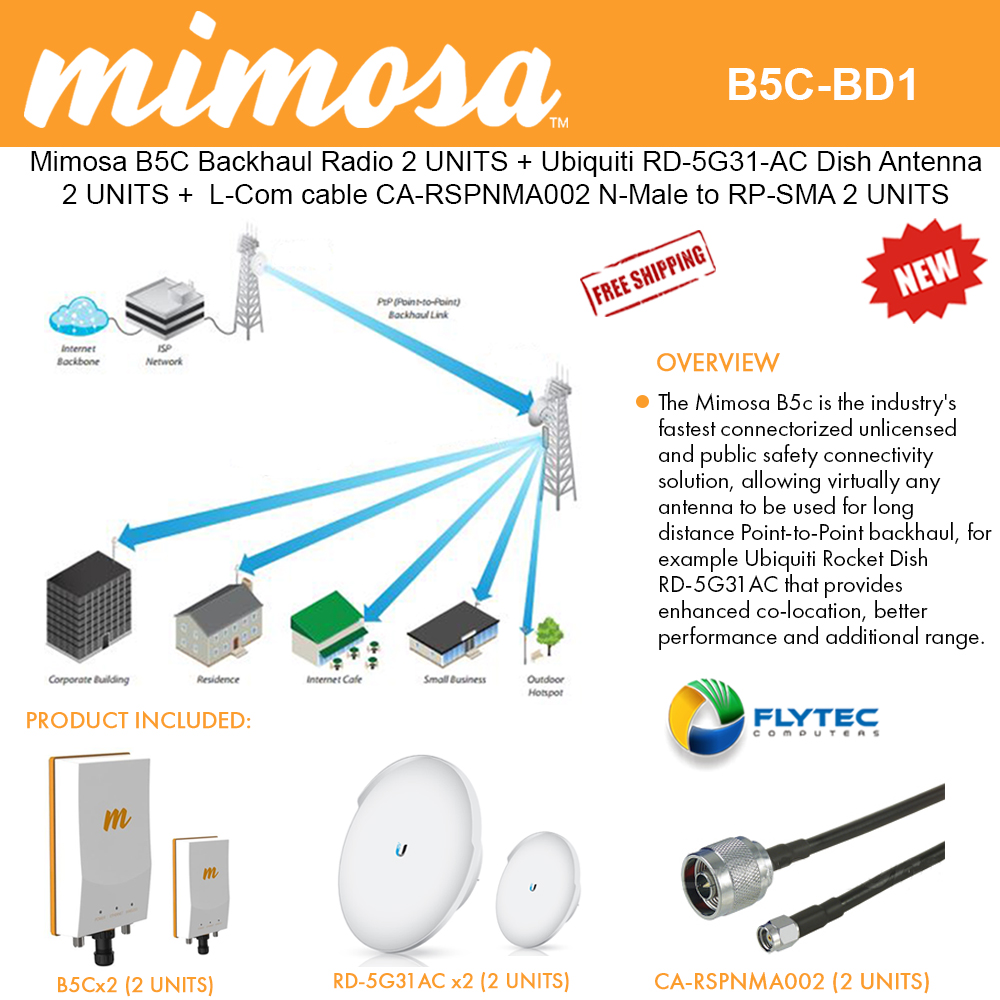 mimosa™
B5C-BD1
Mimosa B5C Backhaul Radio 2 UNITS + Ubiquiti RD-5G31-AC Dish Antenna
2 UNITS + L-Com cable CA-RSPNMA002 N-Male to RP-SMA 2 UNITS
FREE SHIPPING
NEW
PtP (Point-to-Point)
Backhaul Link
Internet
Backbone
ISP
Network
OVERVIEW
The Mimosa B5c is the industry's
fastest connectorized unlicensed
and public safety connectivity
solution, allowing virtually any
antenna to be used for long
distance Point-to-Point backhaul, for
example Ubiquiti Rocket Dish
RD-5G31AC that provides
enhanced co-location, better
performance and additional range.
Corporate Building
Residence
Internet Cafe
Small Business
Outdoor
Hotspot
PRODUCT INCLUDED:
FLYTEC
COMPUTERS
m
m
U
U
B5Cx2 (2 UNITS)
RD-5G31AC x2 (2 UNITS)
CA-RSPNMA002 (2 UNITS)